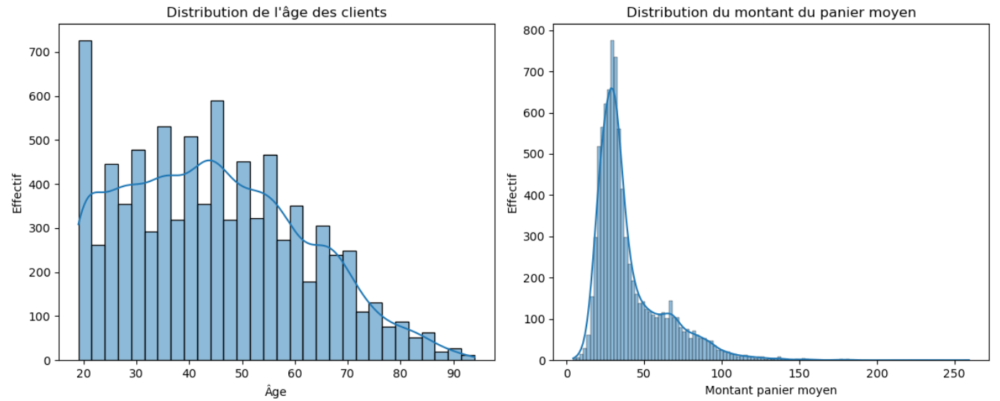 Distribution de l'âge des clients
700
600
500
400
300
200
100
0
Effectif
20 30 40 50 60 70 80 90
Âge
Distribution du montant du panier moyen
800
700
600
500
400
300
200
100
0
Effectif
0 50 100 150 200 250
Montant panier moyen